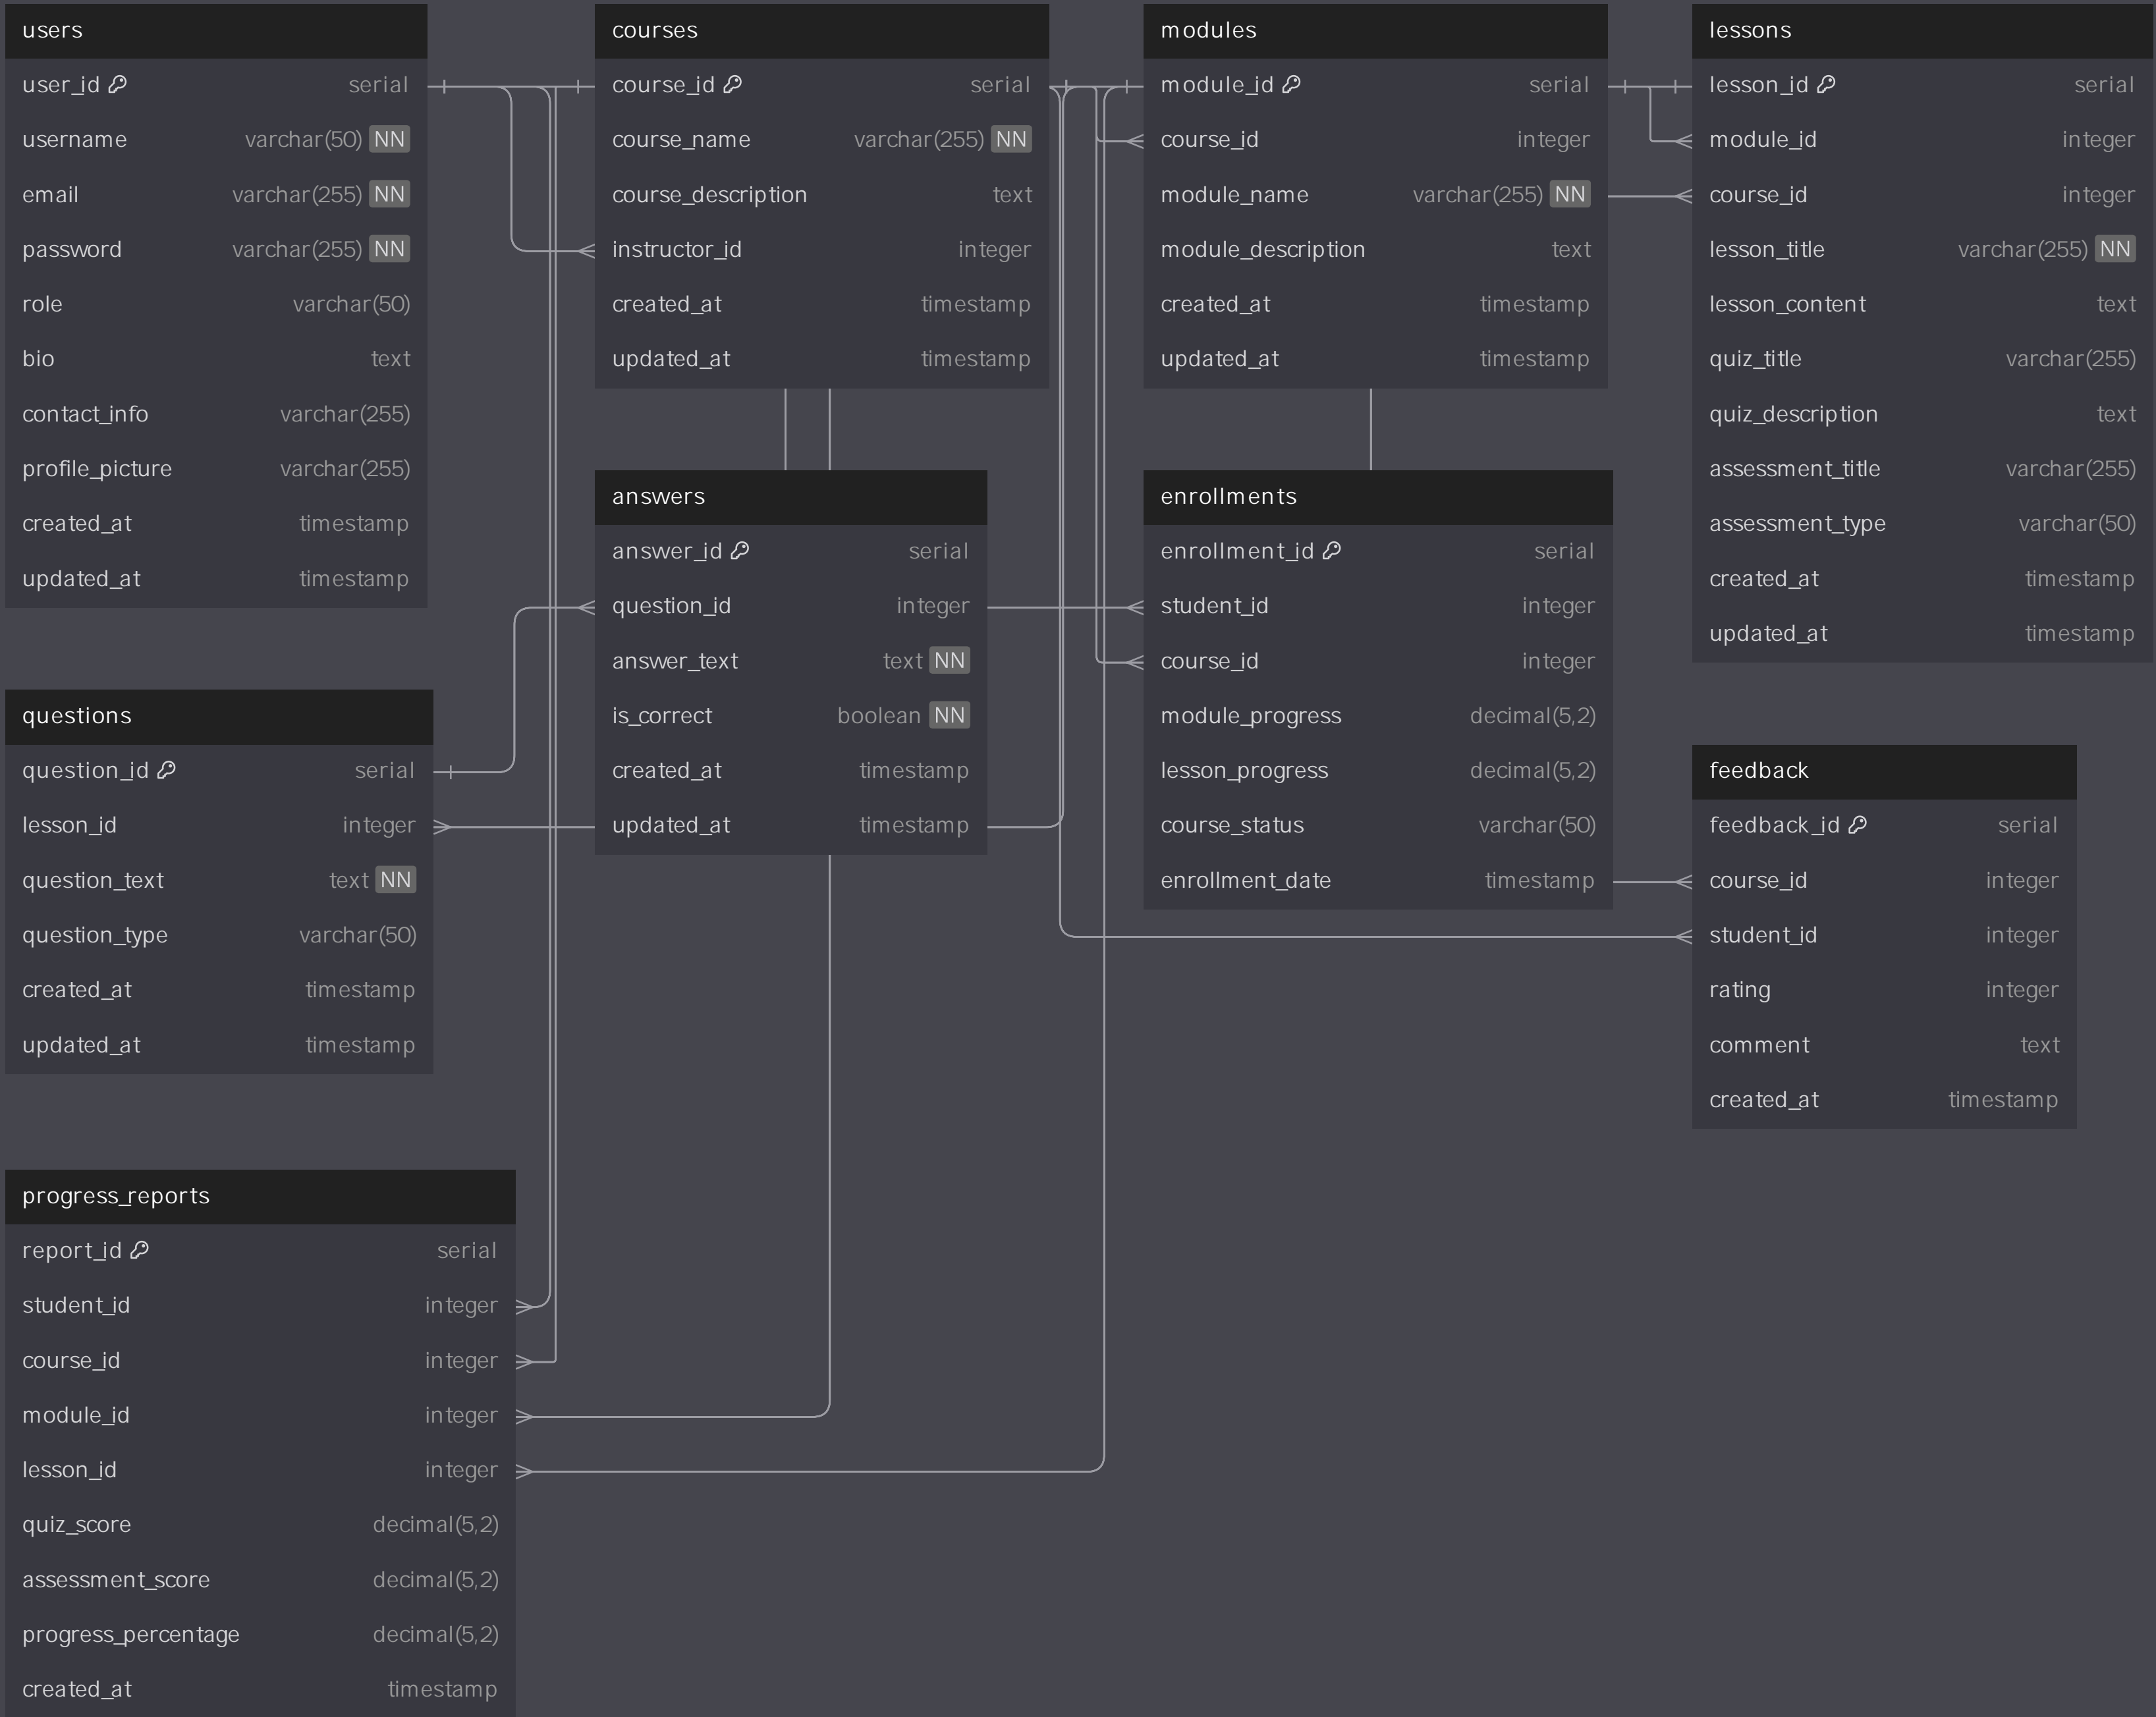 users
user_id serial
username varchar(50) NN
email varchar(255) NN
password varchar(255) NN
role varchar(50)
bio text
contact_info varchar(255)
profile_picture varchar(255)
created_at timestamp
updated_at timestamp
courses
course_id serial
course_name varchar(255) NN
course_description text
instructor_id integer
created_at timestamp
updated_at timestamp
modules
module_id serial
course_id integer
module_name varchar(255) NN
module_description text
created_at timestamp
updated_at timestamp
lessons
lesson_id serial
module_id integer
course_id integer
lesson_title varchar(255) NN
lesson_content text
quiz_title varchar(255)
quiz_description text
assessment_title varchar(255)
assessment_type varchar(50)
created_at timestamp
updated_at timestamp
answers
answer_id serial
question_id integer
answer_text text NN
is_correct boolean NN
created_at timestamp
updated_at timestamp
enrollments
enrollment_id serial
student_id integer
course_id integer
module_progress decimal(5,2)
lesson_progress decimal(5,2)
course_status varchar(50)
enrollment_date timestamp
questions
question_id serial
lesson_id integer
question_text text NN
question_type varchar(50)
created_at timestamp
updated_at timestamp
feedback
feedback_id serial
course_id integer
student_id integer
rating integer
comment text
created_at timestamp
progress_reports
report_id serial
student_id integer
course_id integer
module_id integer
lesson_id integer
quiz_score decimal(5,2)
assessment_score decimal(5,2)
progress_percentage decimal(5,2)
created_at timestamp